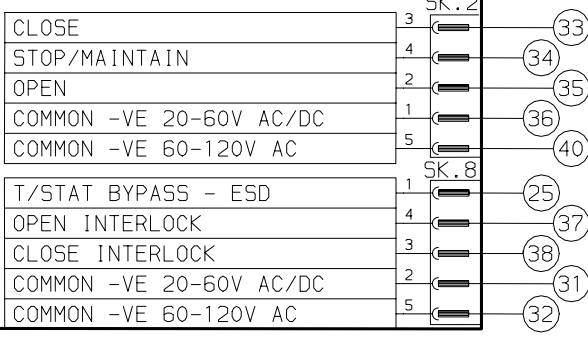 SK.2
CLOSE 3 33
STOP/MAINTAIN 4 34
OPEN 2 35
COMMON -VE 20-60V AC/DC 1 36
COMMON -VE 60-120V AC 5 40
SK.8
T/STAT BYPASS - ESD 1 25
OPEN INTERLOCK 4 37
CLOSE INTERLOCK 3 38
COMMON -VE 20-60V AC/DC 2 31
COMMON -VE 60-120V AC 5 32